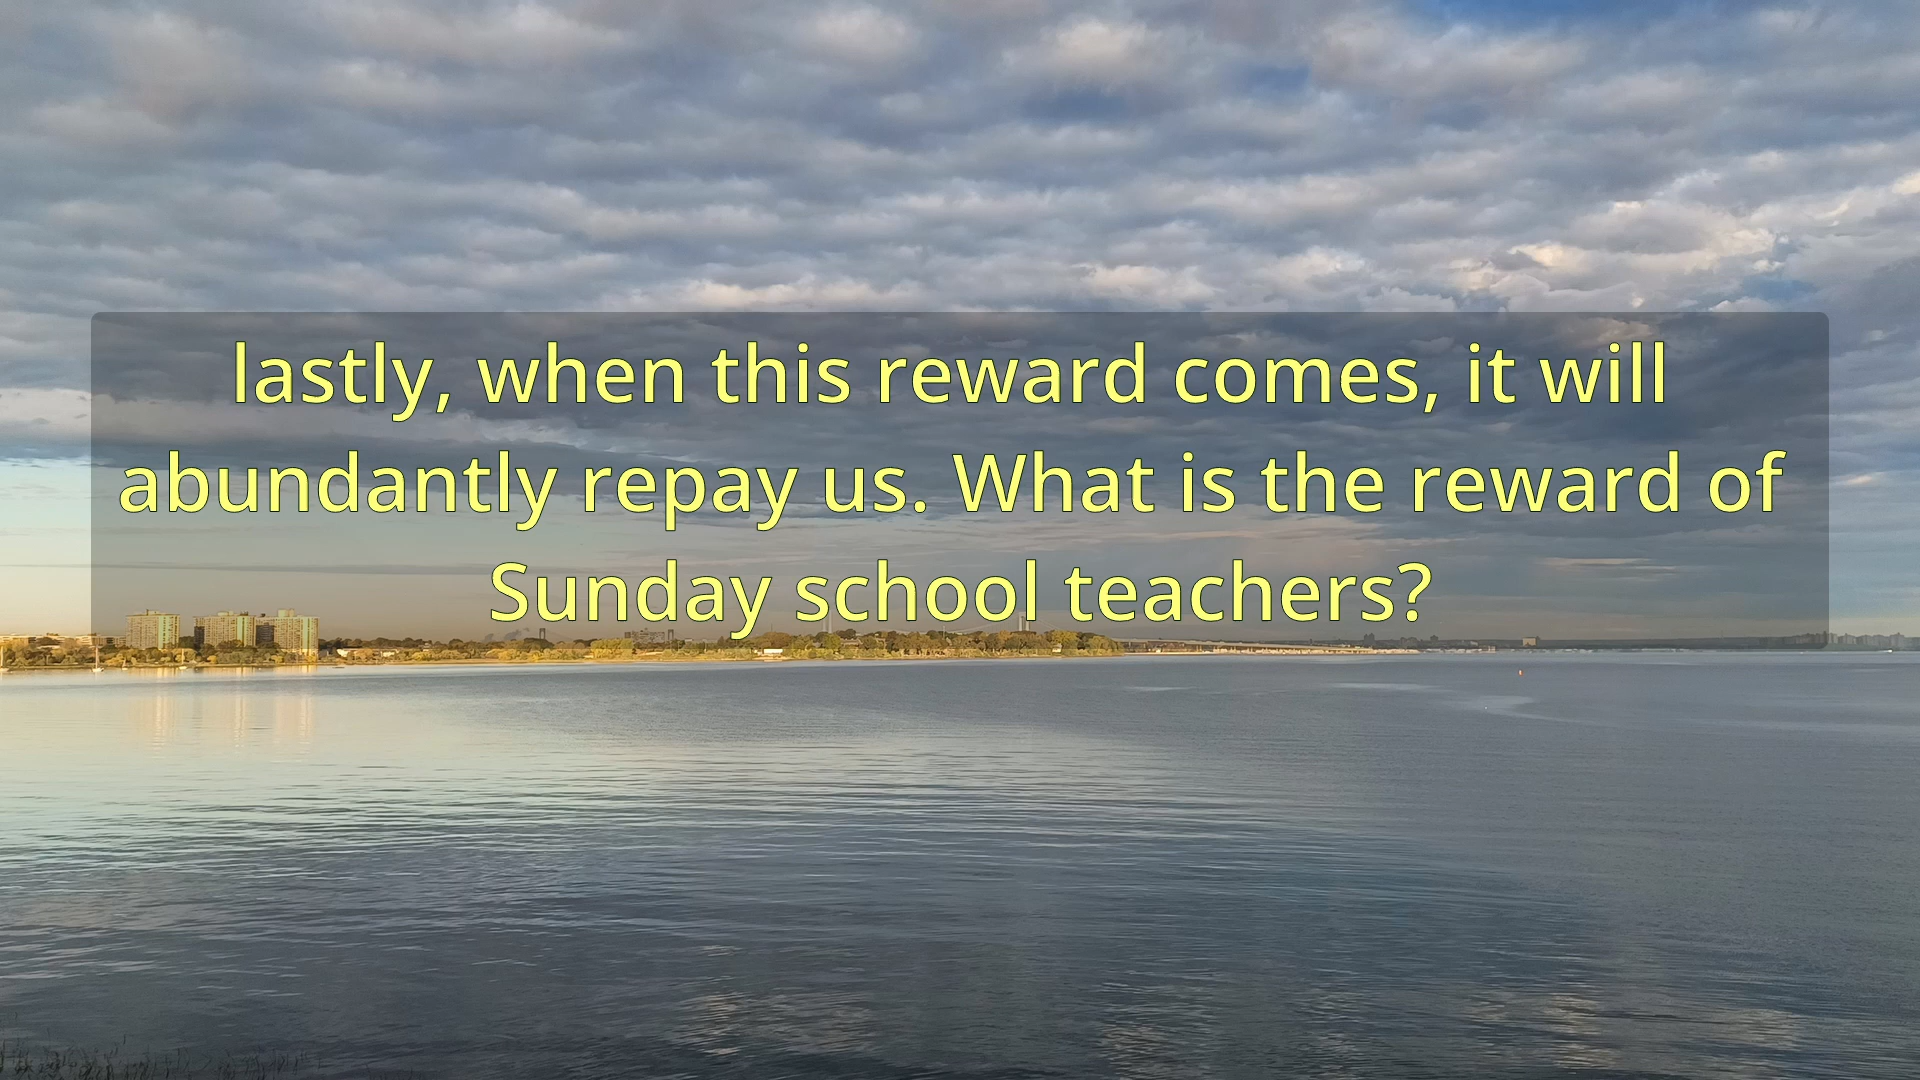 lastly, when this reward comes, it will
abundantly repay us. What is the reward of
Sunday school teachers?